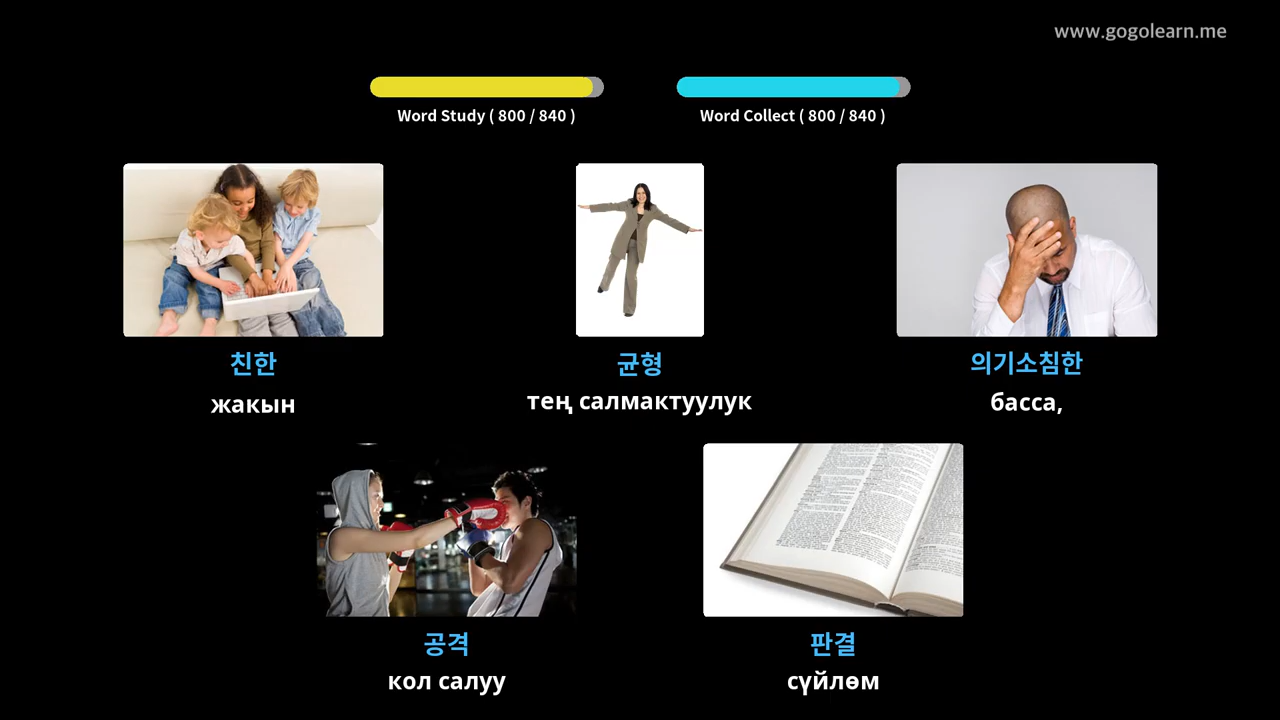 www.gogolearn.me
Word Study ( 800 / 840 )
Word Collect ( 800 / 840 )
친한
균형
의기소침한
жакын
тең салмактуулук
басса,
공격
판결
кол салуу
сүйлөм